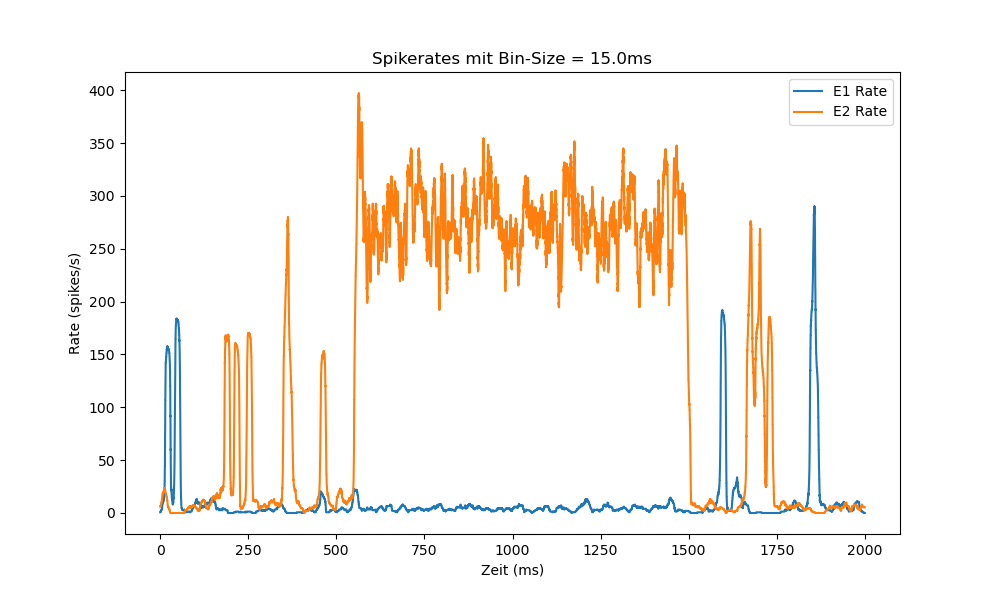 Spikerates mit Bin-Size = 15.0ms
E1 Rate
E2 Rate
400
350
300
250
200
150
100
50
0
Rate (spikes/s)
0 250 500 750 1000 1250 1500 1750 2000
Zeit (ms)